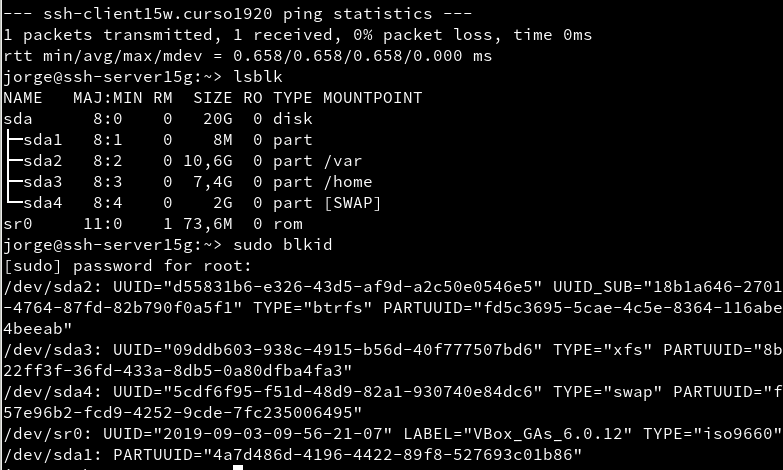 --- ssh-client15w.curso1920 ping statistics ---
1 packets transmitted, 1 received, 0% packet loss, time 0ms
rtt min/avg/max/mdev = 0.658/0.658/0.658/0.000 ms
jorge@ssh-server15g:~> lsblk
NAME   MAJ:MIN RM  SIZE RO TYPE MOUNTPOINT
sda      8:0    0   20G  0 disk
├─sda1   8:1    0    8M  0 part
├─sda2   8:2    0 10,6G  0 part /var
├─sda3   8:3    0  7,4G  0 part /home
└─sda4   8:4    0    2G  0 part [SWAP]
sr0     11:0    1 73,6M  0 rom
jorge@ssh-server15g:~> sudo blkid
[sudo] password for root:
/dev/sda2: UUID="d55831b6-e326-43d5-af9d-a2c50e0546e5" UUID_SUB="18b1a646-2701
-4764-87fd-82b790f0a5f1" TYPE="btrfs" PARTUUID="fd5c3695-5cae-4c5e-8364-116abe
4beeab"
/dev/sda3: UUID="09ddb603-938c-4915-b56d-40f777507bd6" TYPE="xfs" PARTUUID="8b
22ff3f-36fd-433a-8db5-0a80dfba4fa3"
/dev/sda4: UUID="5cdf6f95-f51d-48d9-82a1-930740e84dc6" TYPE="swap" PARTUUID="f
57e96b2-fcd9-4252-9cde-7fc235006495"
/dev/sr0: UUID="2019-09-03-09-56-21-07" LABEL="VBox_GAs_6.0.12" TYPE="iso9660"
/dev/sda1: PARTUUID="4a7d486d-4196-4422-89f8-527693c01b86"